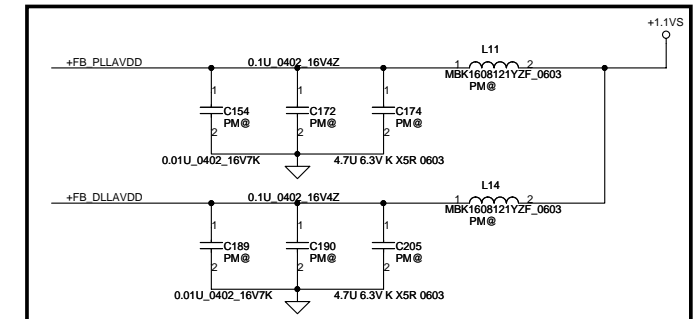 +1.1VS
L11
+FB_PLLAVDD
0.1U_0402_16V4Z
1
2
MBK1608121YZF_0603
PM@
1
1
1
C154
PM@
C172
PM@
C174
PM@
2
2
2
0.01U_0402_16V7K
4.7U 6.3V K X5R 0603
L14
+FB_DLLAVDD
0.1U_0402_16V4Z
1
2
MBK1608121YZF_0603
PM@
1
1
1
C189
PM@
C190
PM@
C205
PM@
2
2
2
0.01U_0402_16V7K
4.7U 6.3V K X5R 0603